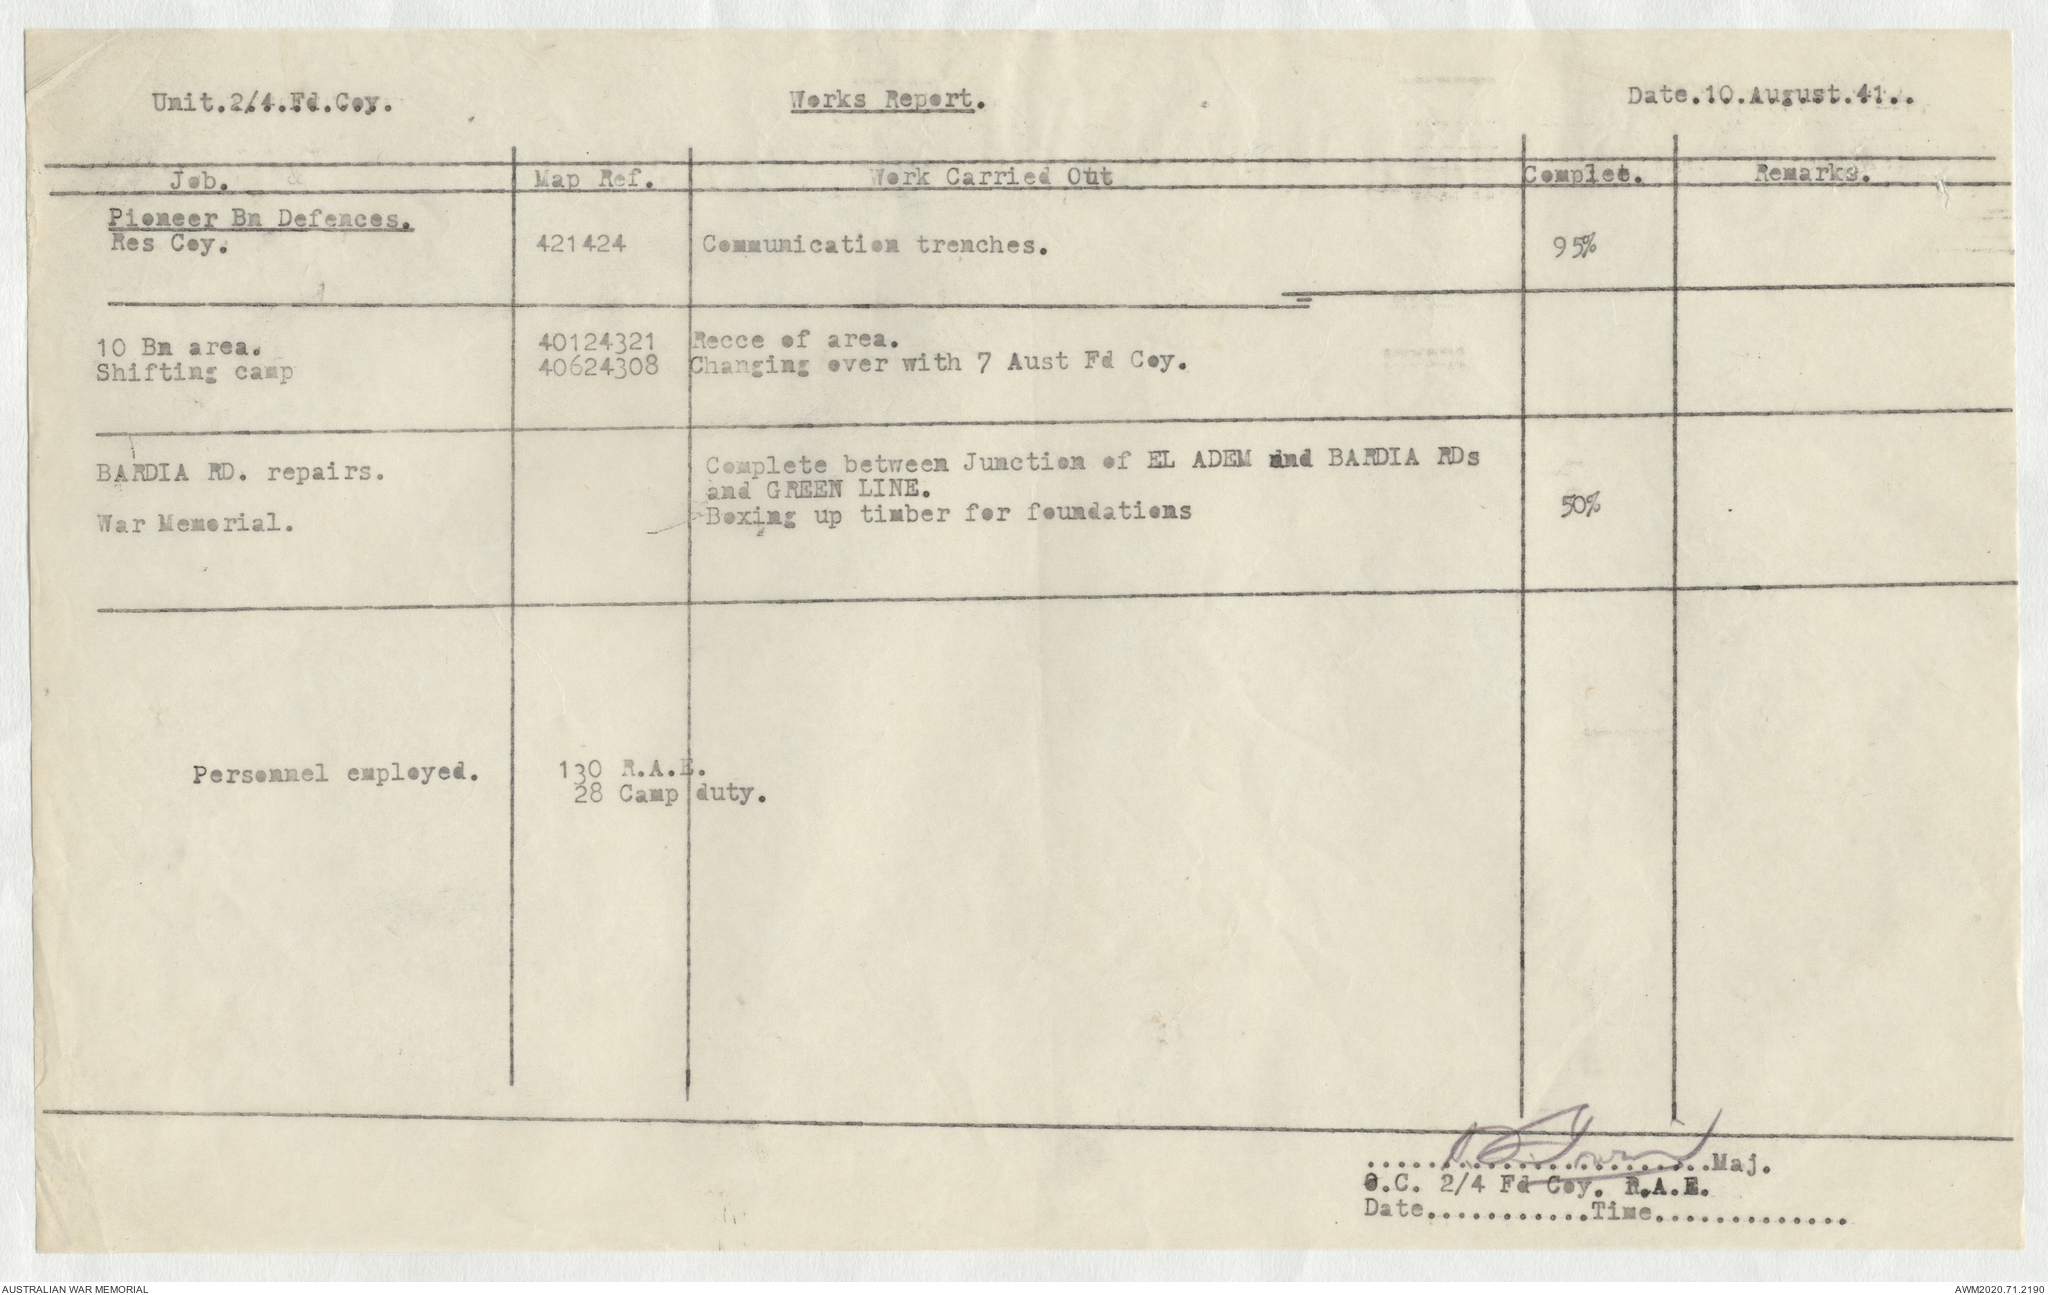 Unit.2/4.Fd.Coy. Works Report. Date.10.August.41..
Job. Map Ref. Work Carried Out Complet. Remarks.
Pioneer Bn Defences.
Res Coy. 421424 Communication trenches. 95%
10 Bn area. 40124321 Recce of area.
Shifting camp 40624308 Changing over with 7 Aust Fd Coy.
BARDIA RD. repairs. Complete between Junction of EL ADEM and BARDIA RDs
and GREEN LINE.
War Memorial. Boxing up timber for foundations 50%
Personnel employed. 130 R.A.E.
28 Camp duty.
........................Maj.
O.C. 2/4 Fd Coy. R.A.E.
Date...........Time.............
AUSTRALIAN WAR MEMORIAL AWM2020.71.2190